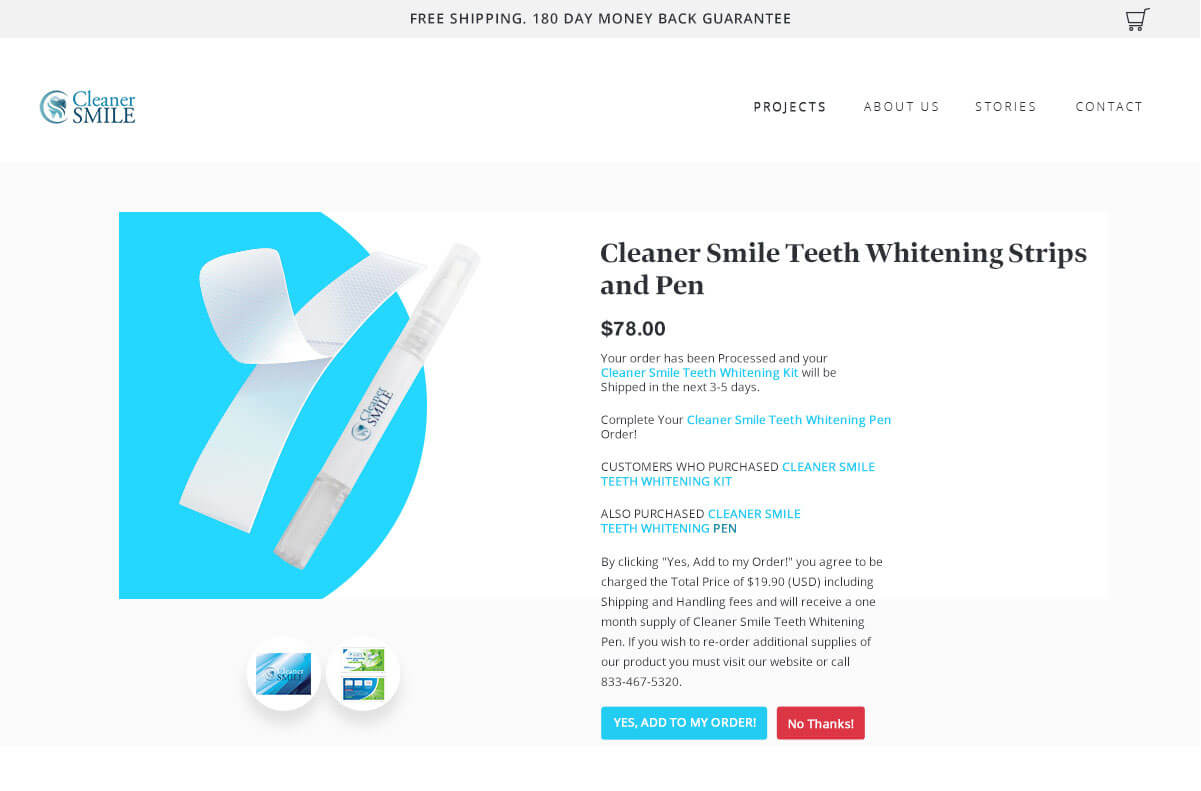 FREE SHIPPING. 180 DAY MONEY BACK GUARANTEE
Cleaner
SMILE
PROJECTS
ABOUT US
STORIES
CONTACT
Cleaner
SMILE
Cleaner Smile Teeth Whitening Strips
and Pen
$78.00
Your order has been Processed and your
Cleaner Smile Teeth Whitening Kit will be
Shipped in the next 3-5 days.
Complete Your Cleaner Smile Teeth Whitening Pen
Order!
CUSTOMERS WHO PURCHASED CLEANER SMILE
TEETH WHITENING KIT
ALSO PURCHASED CLEANER SMILE
TEETH WHITENING PEN
By clicking "Yes, Add to my Order!" you agree to be
charged the Total Price of $19.90 (USD) including
Shipping and Handling fees and will receive a one
month supply of Cleaner Smile Teeth Whitening
Pen. If you wish to re-order additional supplies of
our product you must visit our website or call
833-467-5320.
Cleaner
SMILE
YES, ADD TO MY ORDER!
No Thanks!